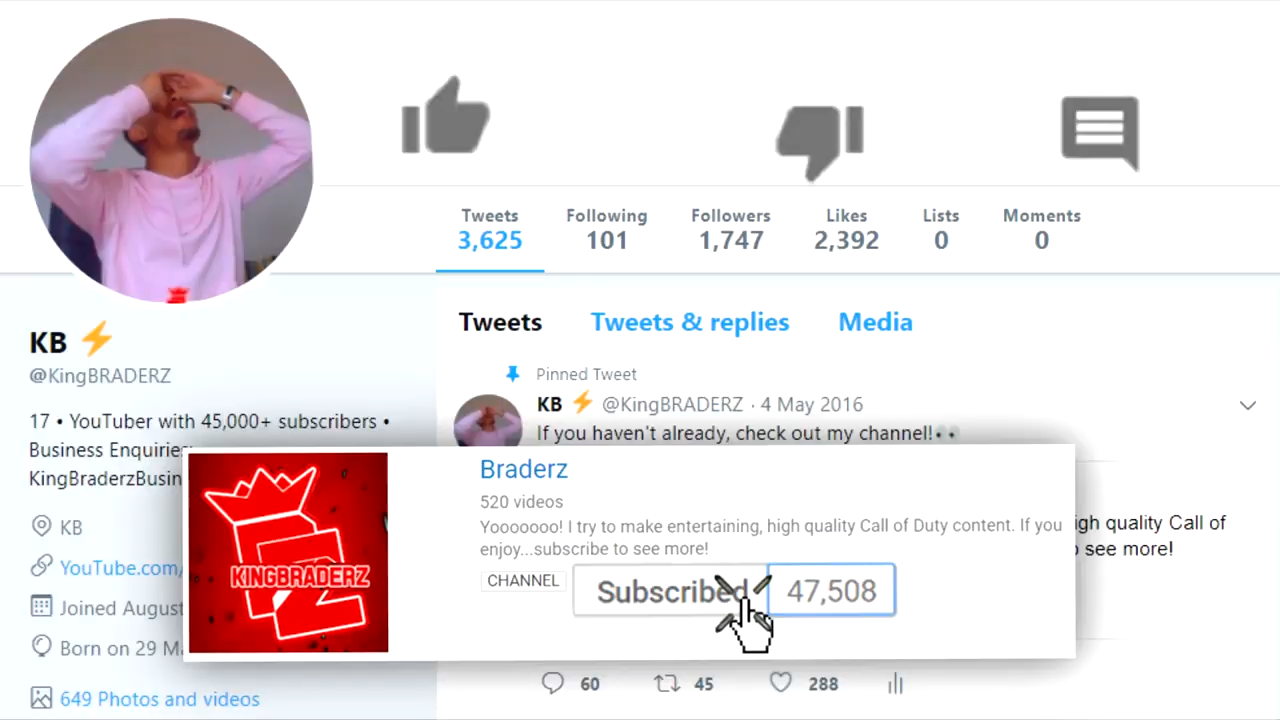 Tweets Following Followers Likes Lists Moments
3,625 101 1,747 2,392 0 0
KB
@KingBRADERZ
17 • YouTuber with 45,000+ subscribers •
Business
KB
YouTube.com/
Joined August
Born on 29
649 Photos and videos
Tweets Tweets & replies Media
Pinned Tweet
KB @KingBRADERZ · 4 May 2016
If you haven't already, check out my channel!
KINGBRADERZ
Braderz
520 videos
Yooooooo! I try to make entertaining, high quality Call of Duty content. If you
enjoy...subscribe to see more!
CHANNEL Subscribed 47,508
quality Call of
see more!
60 45 288